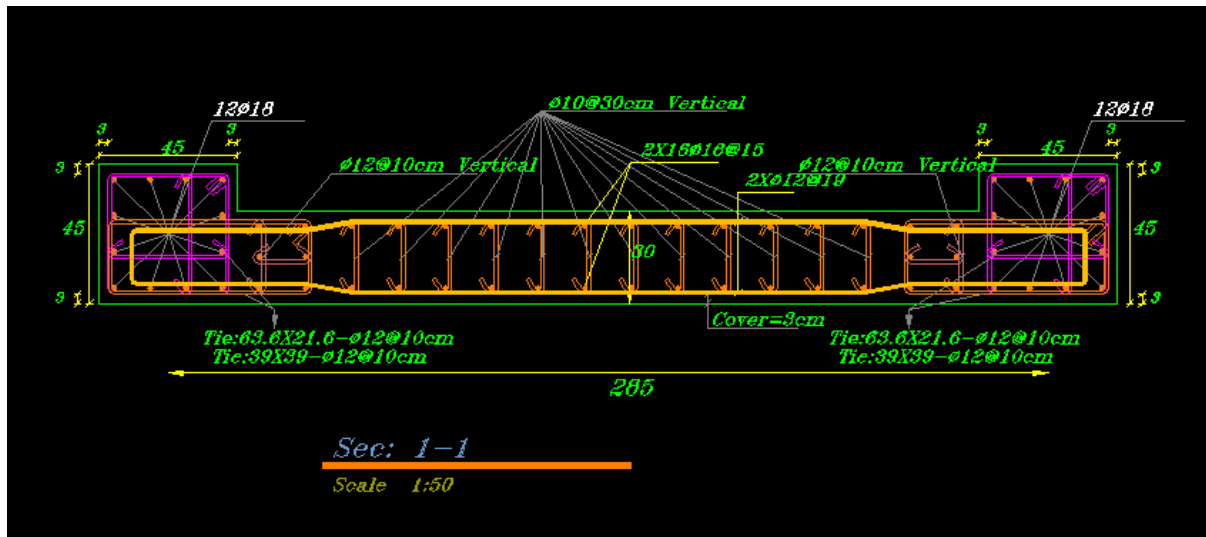 ø10@30cm Vertical
12ø18
12ø18
3
3
3
3
45
45
2X16ø16@15
ø12@10cm Vertical
ø12@10cm Vertical
3
3
2Xø12@19
45
45
30
3
3
Cover=3cm
Tie:63.6X21.6-ø12@10cm
Tie:39X39-ø12@10cm
Tie:63.6X21.6-ø12@10cm
Tie:39X39-ø12@10cm
285
Sec: 1-1
Scale 1:50